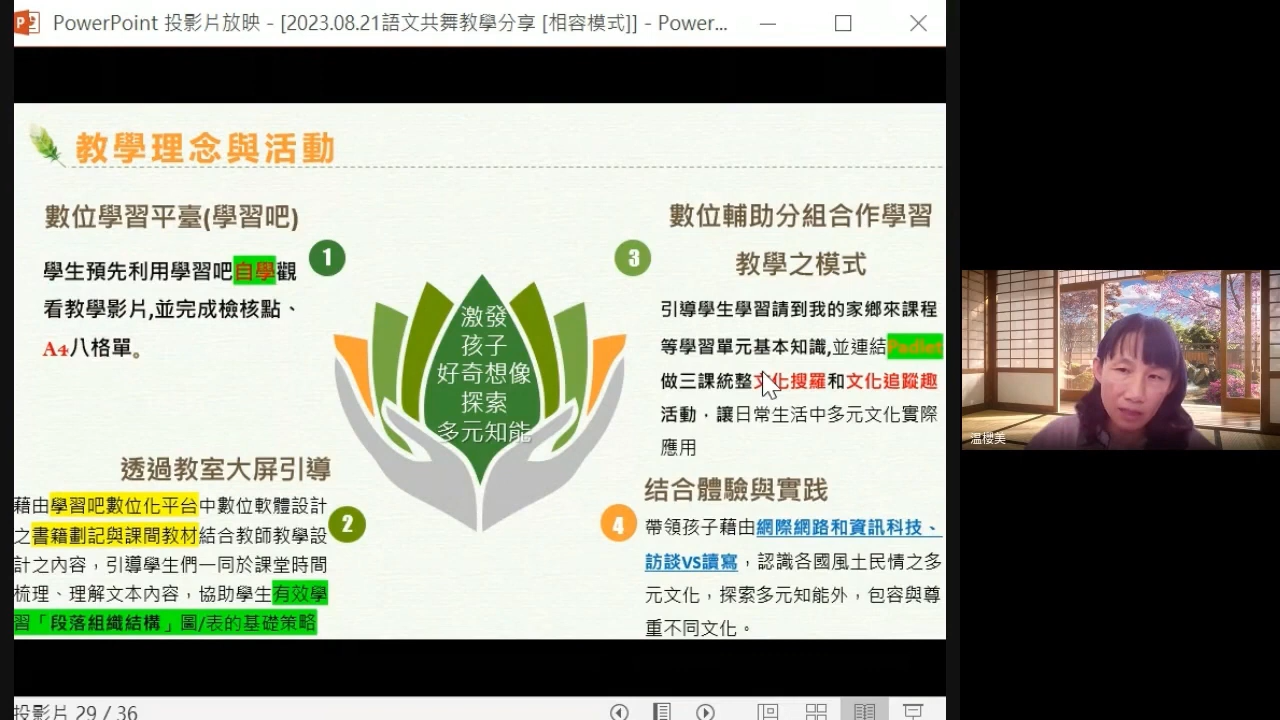 PowerPoint 投影片放映 - [2023.08.21語文共舞教學分享 [相容模式]] - Power...
教學理念與活動
數位學習平臺(學習吧)
1
學生預先利用學習吧自學觀
看教學影片,並完成檢核點、
A4八格單。
透過教室大屏引導
2
藉由學習吧數位化平台中數位軟體設計
之書籍劃記與課間教材結合教師教學設
計之內容，引導學生們一同於課堂時間
梳理、理解文本內容，協助學生有效學
習「段落組織結構」圖/表的基礎策略
激發
孩子
好奇想像
探索
多元知能
數位輔助分組合作學習
教學之模式
3
引導學生學習請到我的家鄉來課程
等學習單元基本知識,並連結Padlet
做三課統整文化搜羅和文化追蹤趣
活動，讓日常生活中多元文化實際
應用
结合體驗與實踐
4
帶領孩子藉由網際網路和資訊科技、
訪談VS讀寫，認識各國風土民情之多
元文化，探索多元知能外，包容與尊
重不同文化。
温櫻美
投影片 29 / 36